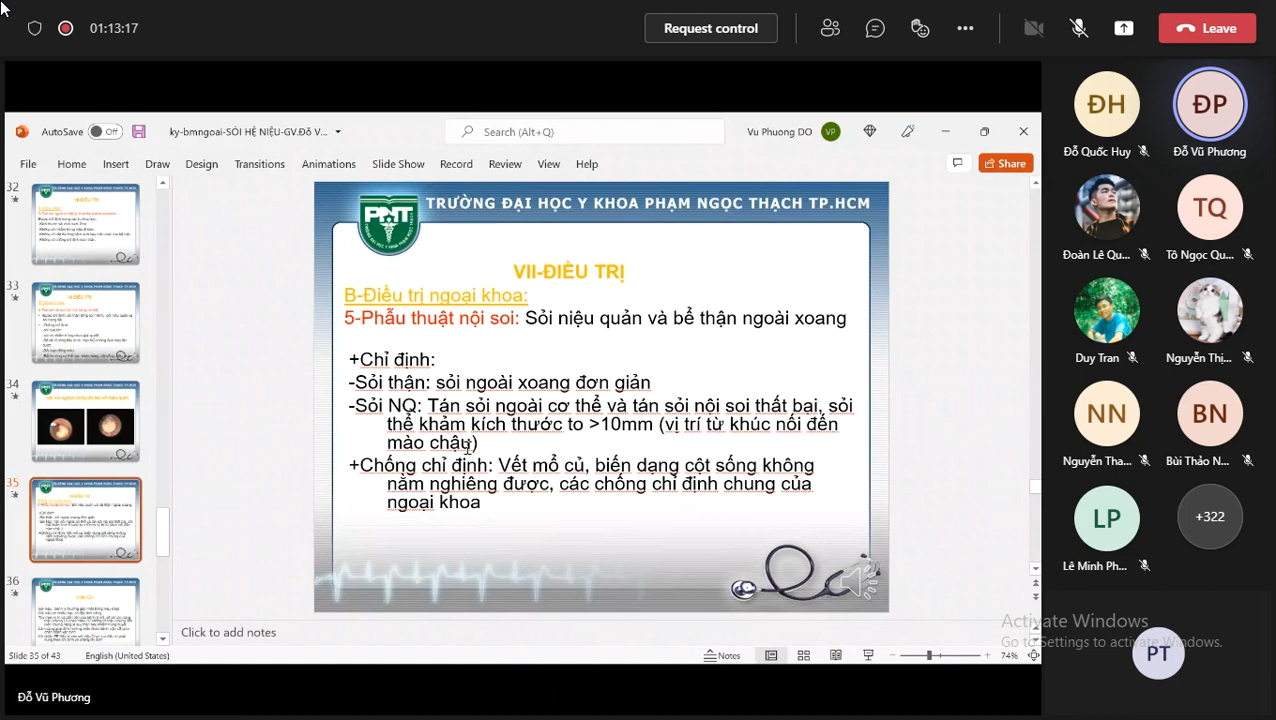 01:13:17
Request control
Leave
AutoSave
Off
ky-bmngoai-SỎI HỆ NIỆU-GV.Đỗ V...
Search (Alt+Q)
Vu Phuong DO
VP
File
Home
Insert
Draw
Design
Transitions
Animations
Slide Show
Record
Review
View
Help
Share
32
33
34
35
36
TRƯỜNG ĐẠI HỌC Y KHOA PHẠM NGỌC THẠCH TP.HCM
PNT
VII-ĐIỀU TRỊ
B-Điều trị ngoại khoa:
5-Phẫu thuật nội soi: Sỏi niệu quản và bể thận ngoài xoang
+Chỉ định:
-Sỏi thận: sỏi ngoài xoang đơn giản
-Sỏi NQ: Tán sỏi ngoài cơ thể và tán sỏi nội soi thất bại, sỏi
thể khảm kích thước to >10mm (vị trí từ khúc nối đến
mào chậu)
+Chống chỉ định: Vết mổ củ, biến dạng cột sống không
nằm nghiêng được, các chống chỉ định chung của
ngoại khoa
Click to add notes
Slide 35 of 43
English (United States)
Notes
74%
Đỗ Vũ Phương
ĐH
Đỗ Quốc Huy
ĐP
Đỗ Vũ Phương
Đoàn Lê Qu...
TQ
Tô Ngọc Qu...
Duy Tran
Nguyễn Thị...
NN
Nguyễn Tha...
BN
Bùi Thảo N...
LP
Lê Minh Ph...
+322
Activate Windows
Go to Settings to activate Windows.
PT